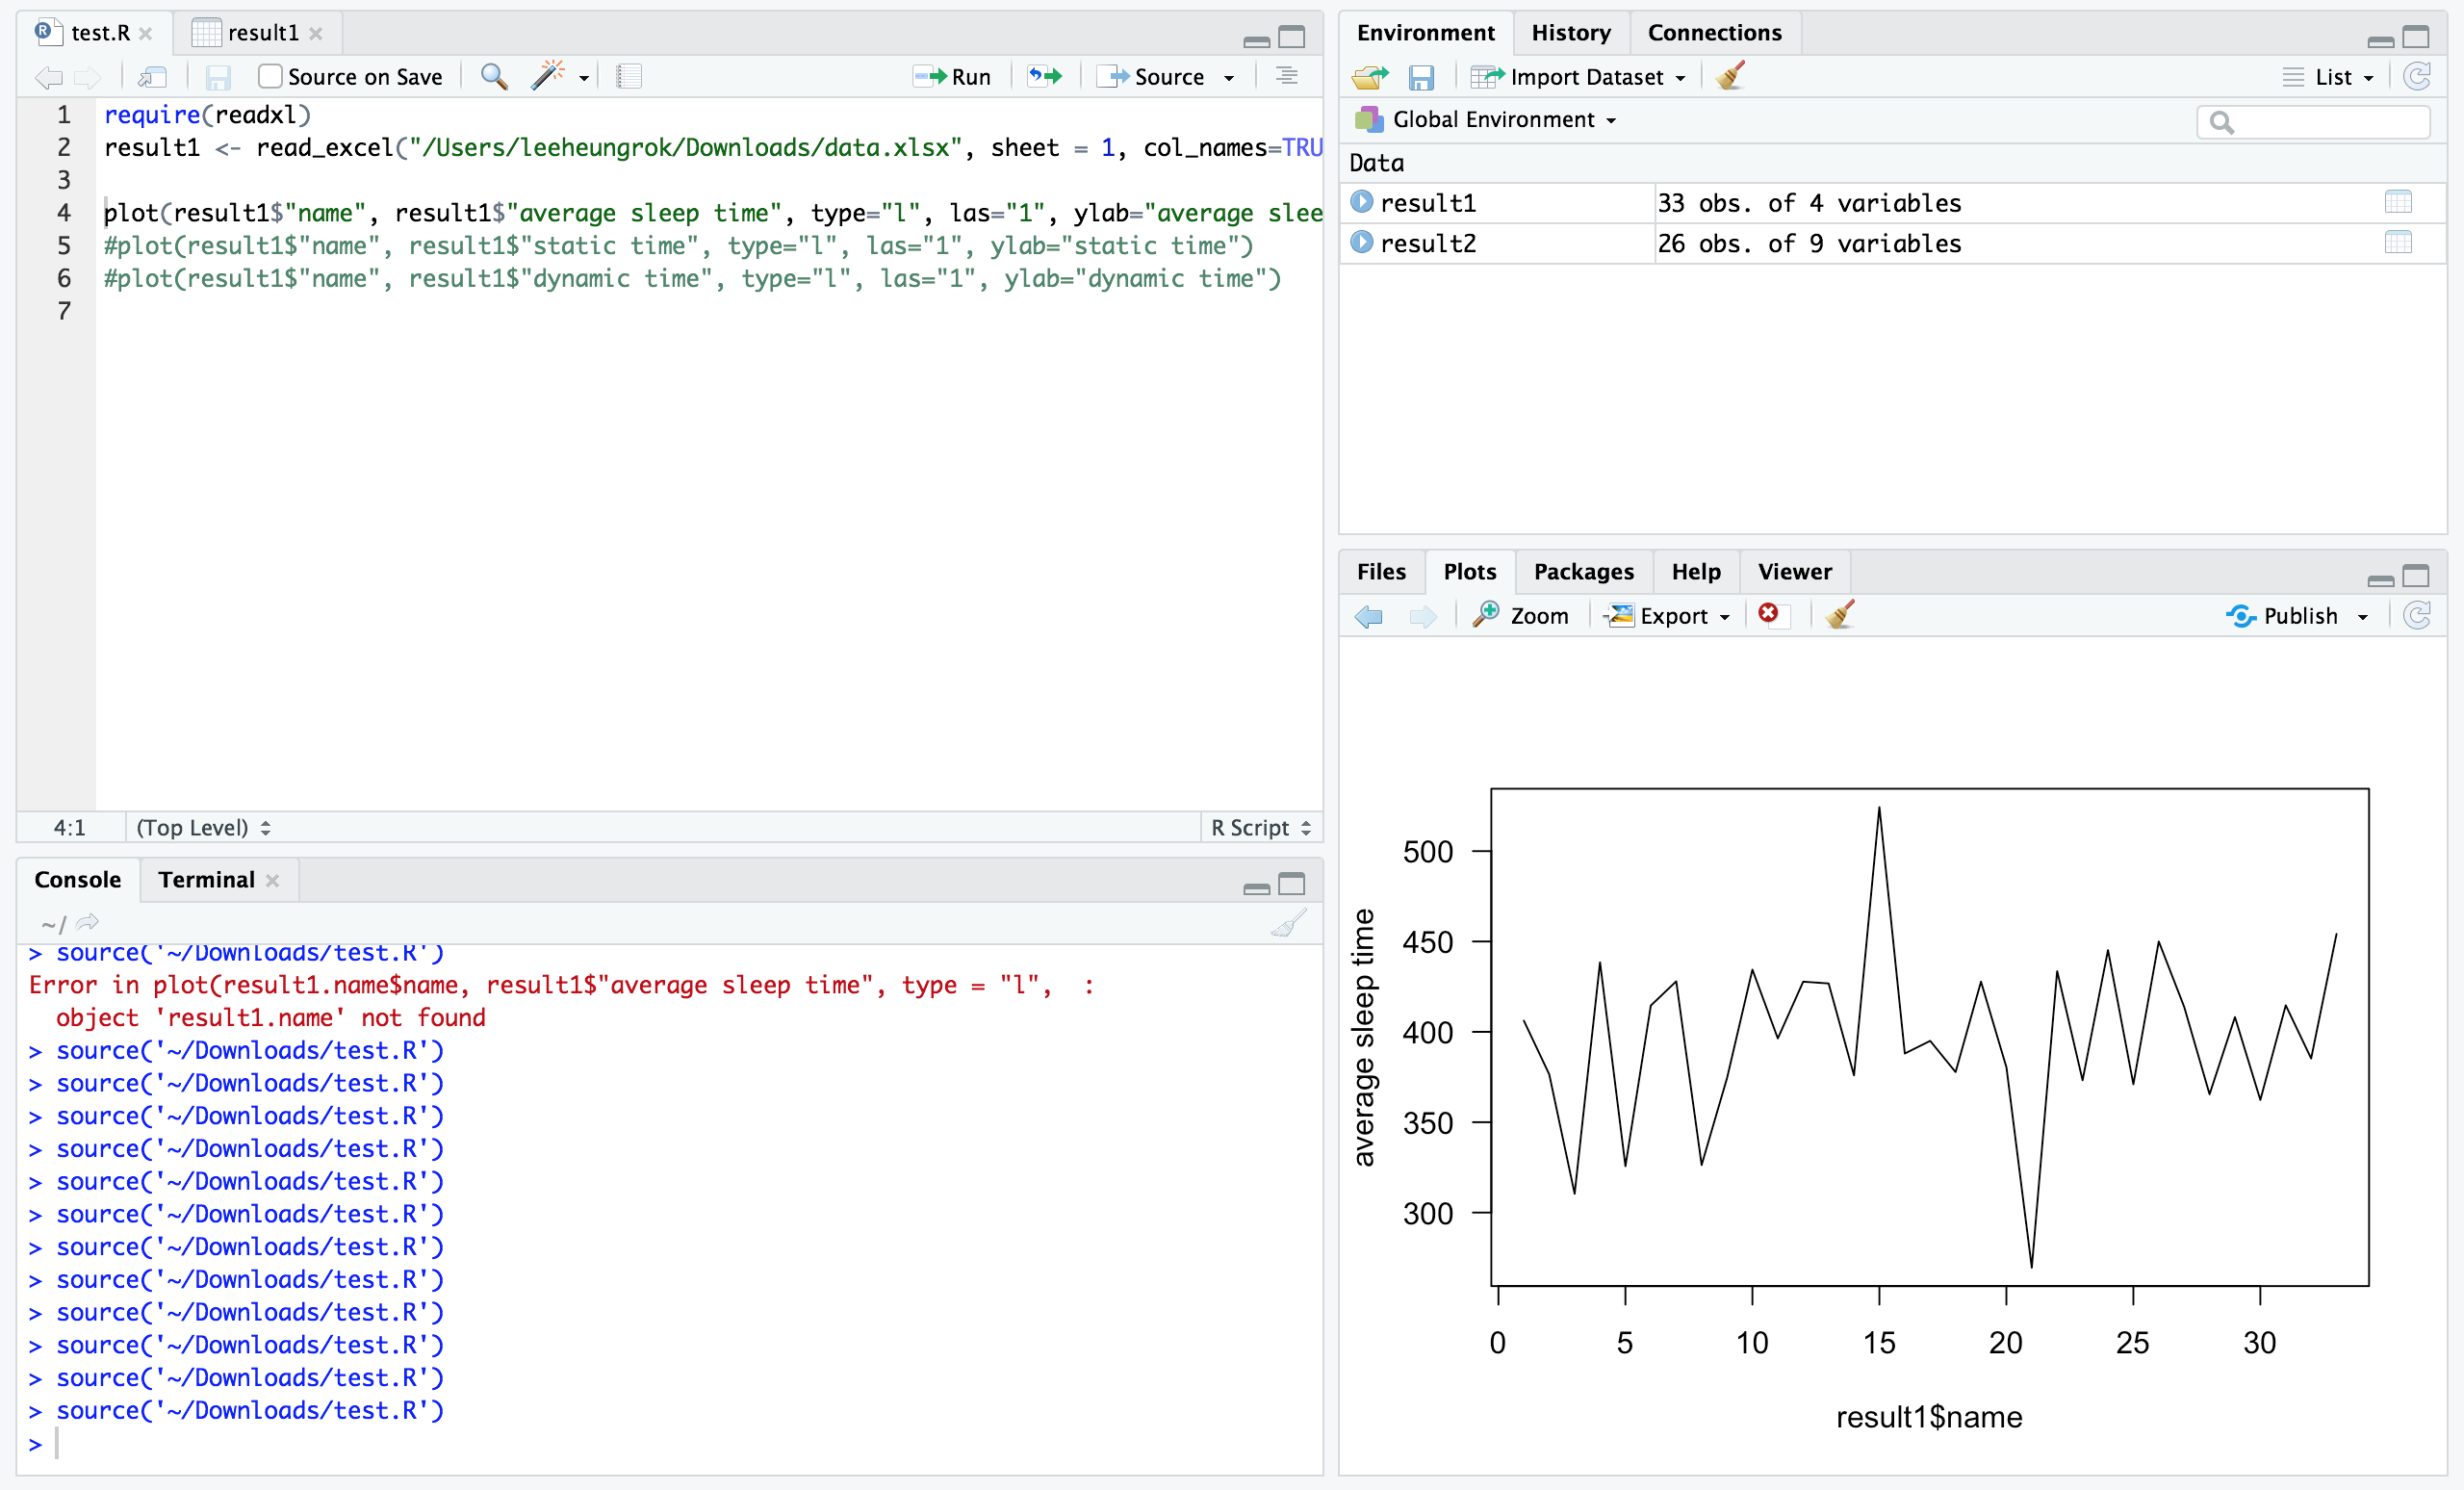 test.R
result1
Source on Save
Run
Source
1 require(readxl)
2 result1 <- read_excel("/Users/leeheungrok/Downloads/data.xlsx", sheet = 1, col_names=TRU
3
4 plot(result1$"name", result1$"average sleep time", type="l", las="1", ylab="average slee
5 #plot(result1$"name", result1$"static time", type="l", las="1", ylab="static time")
6 #plot(result1$"name", result1$"dynamic time", type="l", las="1", ylab="dynamic time")
7
4:1 (Top Level) R Script
Console Terminal
~/
> source('~/Downloads/test.R')
Error in plot(result1.name$name, result1$"average sleep time", type = "l",  :
  object 'result1.name' not found
> source('~/Downloads/test.R')
> source('~/Downloads/test.R')
> source('~/Downloads/test.R')
> source('~/Downloads/test.R')
> source('~/Downloads/test.R')
> source('~/Downloads/test.R')
> source('~/Downloads/test.R')
> source('~/Downloads/test.R')
> source('~/Downloads/test.R')
> source('~/Downloads/test.R')
> source('~/Downloads/test.R')
> source('~/Downloads/test.R')
>
Environment History Connections
Import Dataset List
Global Environment
Data
result1 33 obs. of 4 variables
result2 26 obs. of 9 variables
Files Plots Packages Help Viewer
Zoom Export Publish
average sleep time
500
450
400
350
300
0 5 10 15 20 25 30
result1$name